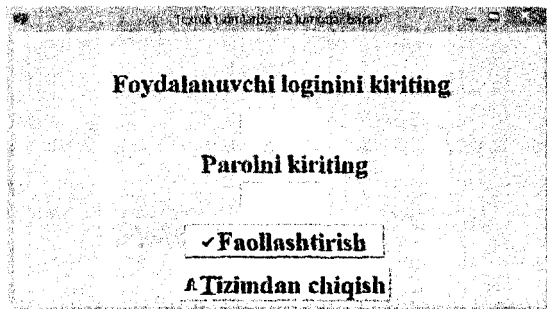 Foydalanuvchi loginini kiriting
Parolni kiriting
✓Faollashtirish
Tizimdan chiqish